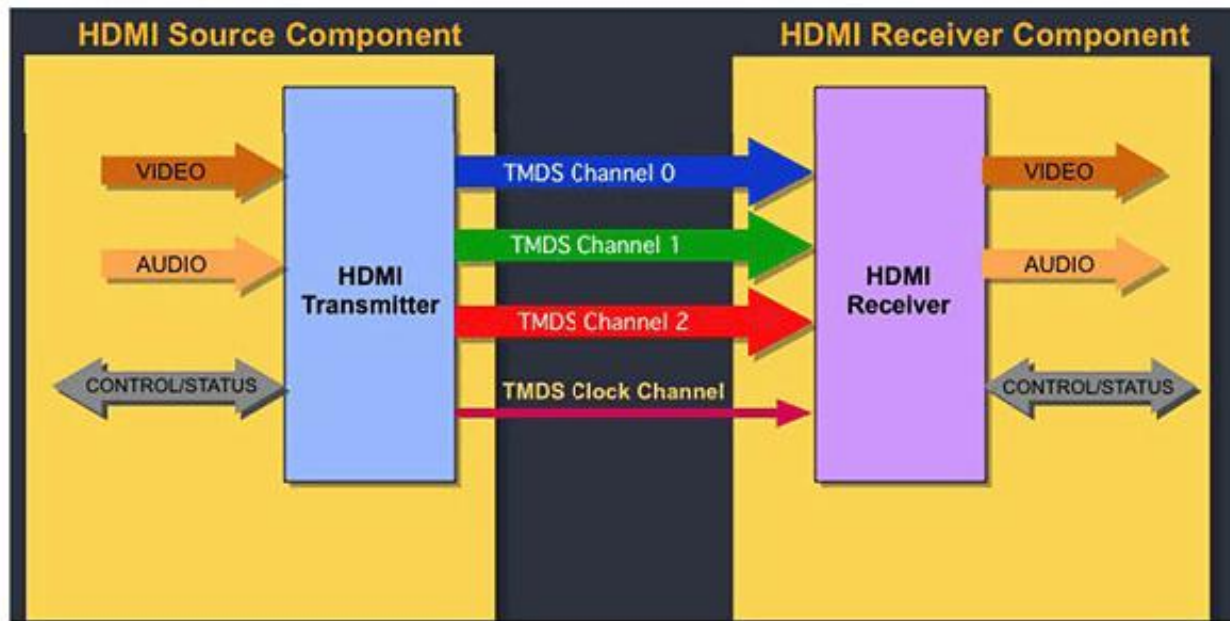 HDMI Source Component
HDMI Receiver Component
VIDEO
AUDIO
CONTROL/STATUS
HDMI
Transmitter
TMDS Channel 0
TMDS Channel 1
TMDS Channel 2
TMDS Clock Channel
HDMI
Receiver
VIDEO
AUDIO
CONTROL/STATUS